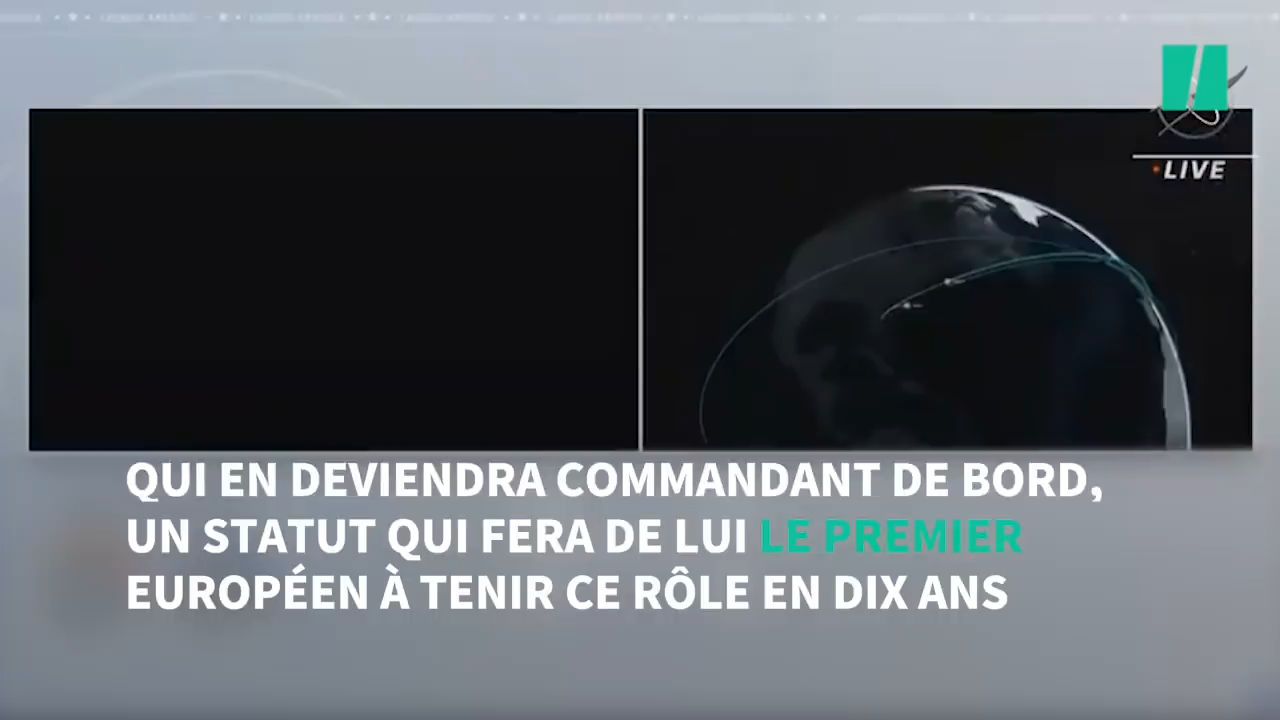 LIVE
QUI EN DEVIENDRA COMMANDANT DE BORD,
UN STATUT QUI FERA DE LUI LE PREMIER
EUROPÉEN À TENIR CE RÔLE EN DIX ANS